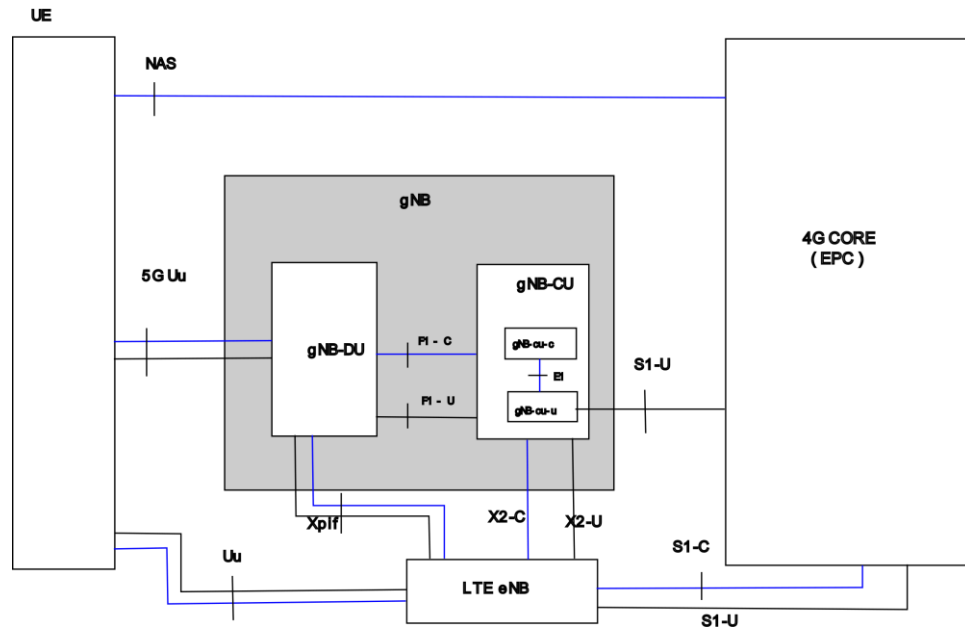 UE
NAS
gNB
4G CORE
( EPC )
5G Uu
gNB-CU
gNB-DU
gNB-cu-c
PI - C
EI
S1-U
PI - U
gNB-cu-u
Xplf
X2-C
X2-U
Uu
S1-C
LTE eNB
S1-U